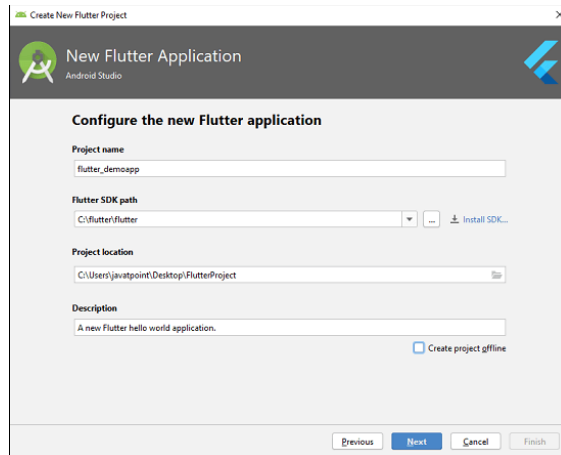 Create New Flutter Project
New Flutter Application
Android Studio
Configure the new Flutter application
Project name
flutter_demoapp
Flutter SDK path
C:\flutter\flutter
... Install SDK...
Project location
C:\Users\javatpoint\Desktop\FlutterProject
Description
A new Flutter hello world application.
Create project offline
Previous Next Cancel Finish